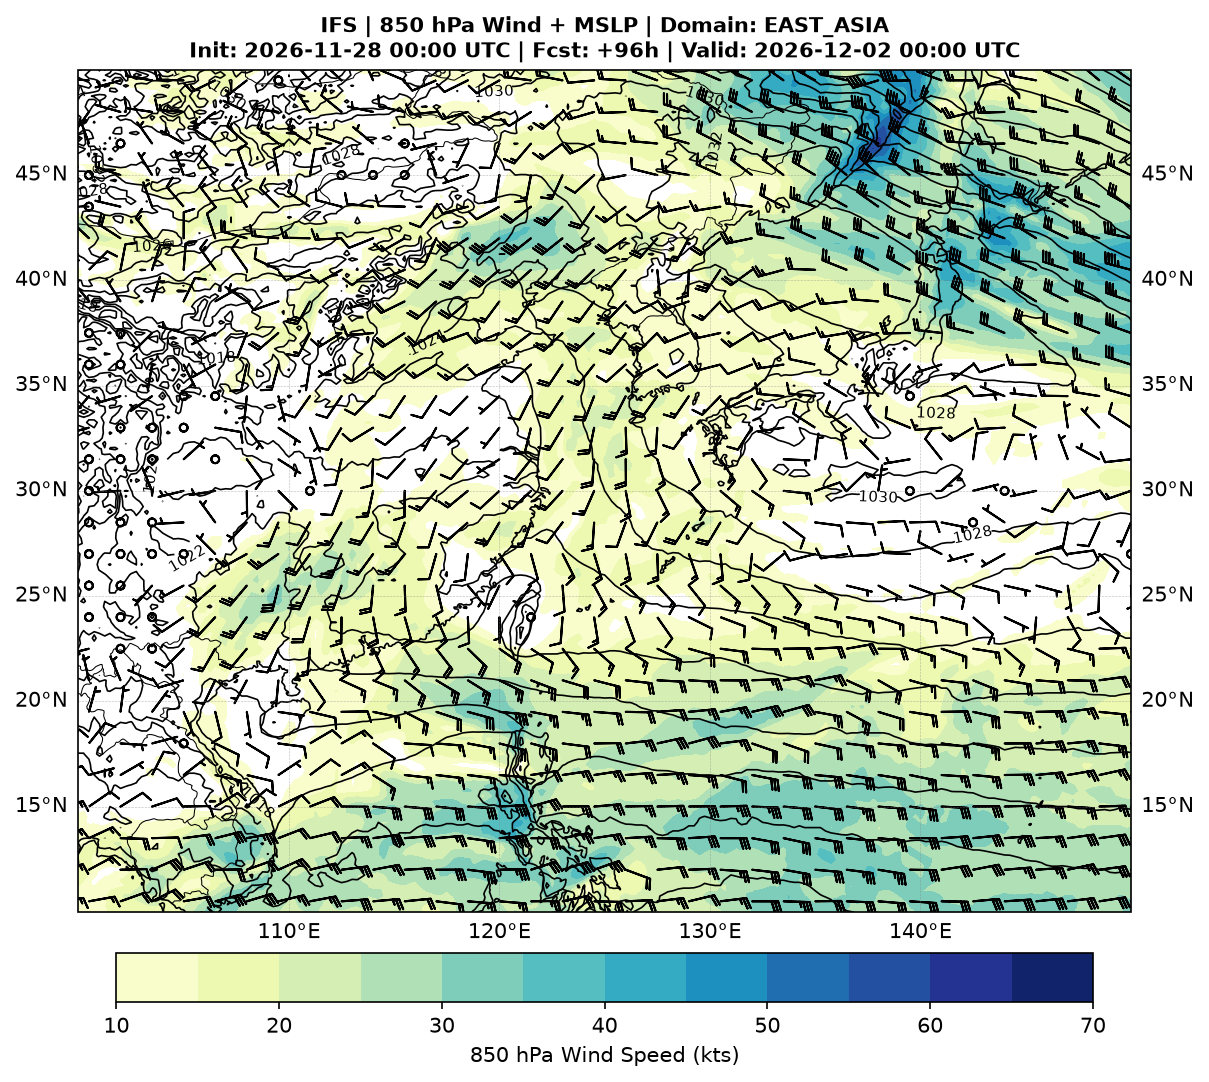 IFS | 850 hPa Wind + MSLP | Domain: EAST_ASIA
Init: 2026-11-28 00:00 UTC | Fcst: +96h | Valid: 2026-12-02 00:00 UTC
1030
1030
1032
1028
45°N 45°N
40°N 40°N
1018
35°N 35°N
1028
30°N 1030 30°N
1028
1022
25°N 25°N
20°N 20°N
15°N 15°N
110°E 120°E 130°E 140°E
10 20 30 40 50 60 70
850 hPa Wind Speed (kts)